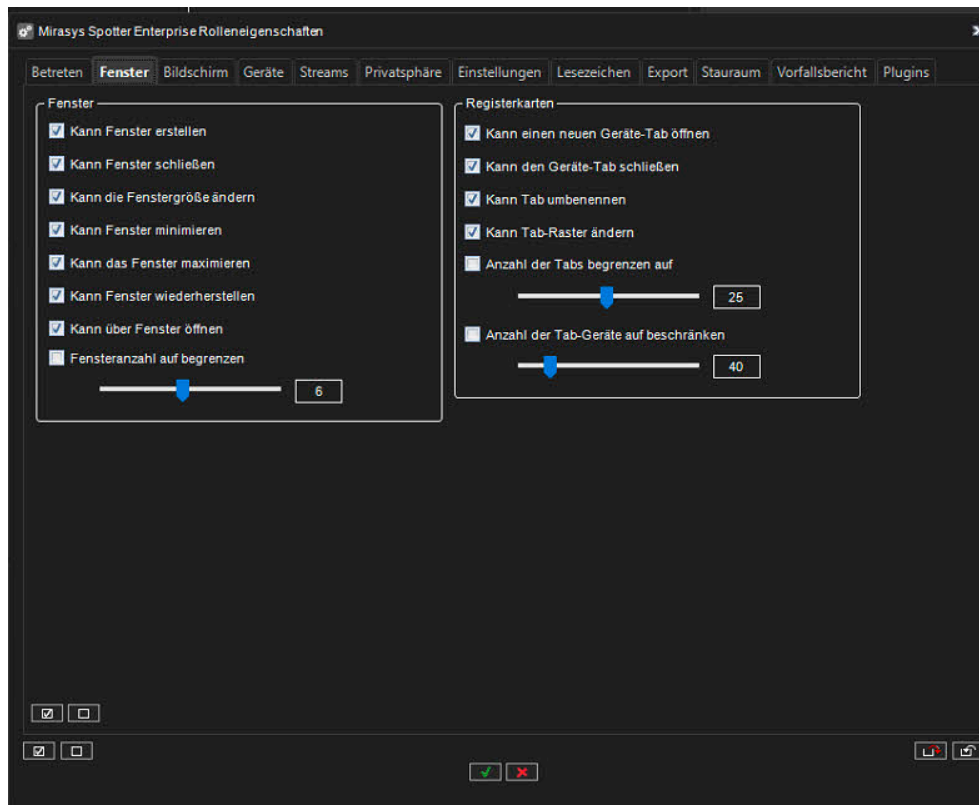 Mirasys Spotter Enterprise Rolleneigenschaften
Betreten Fenster Bildschirm Geräte Streams Privatsphäre Einstellungen Lesezeichen Export Stauraum Vorfallsbericht Plugins
Fenster
Kann Fenster erstellen
Kann Fenster schließen
Kann die Fenstergröße ändern
Kann Fenster minimieren
Kann das Fenster maximieren
Kann Fenster wiederherstellen
Kann über Fenster öffnen
Fensteranzahl auf begrenzen
6
Registerkarten
Kann einen neuen Geräte-Tab öffnen
Kann den Geräte-Tab schließen
Kann Tab umbenennen
Kann Tab-Raster ändern
Anzahl der Tabs begrenzen auf
25
Anzahl der Tab-Geräte auf beschränken
40